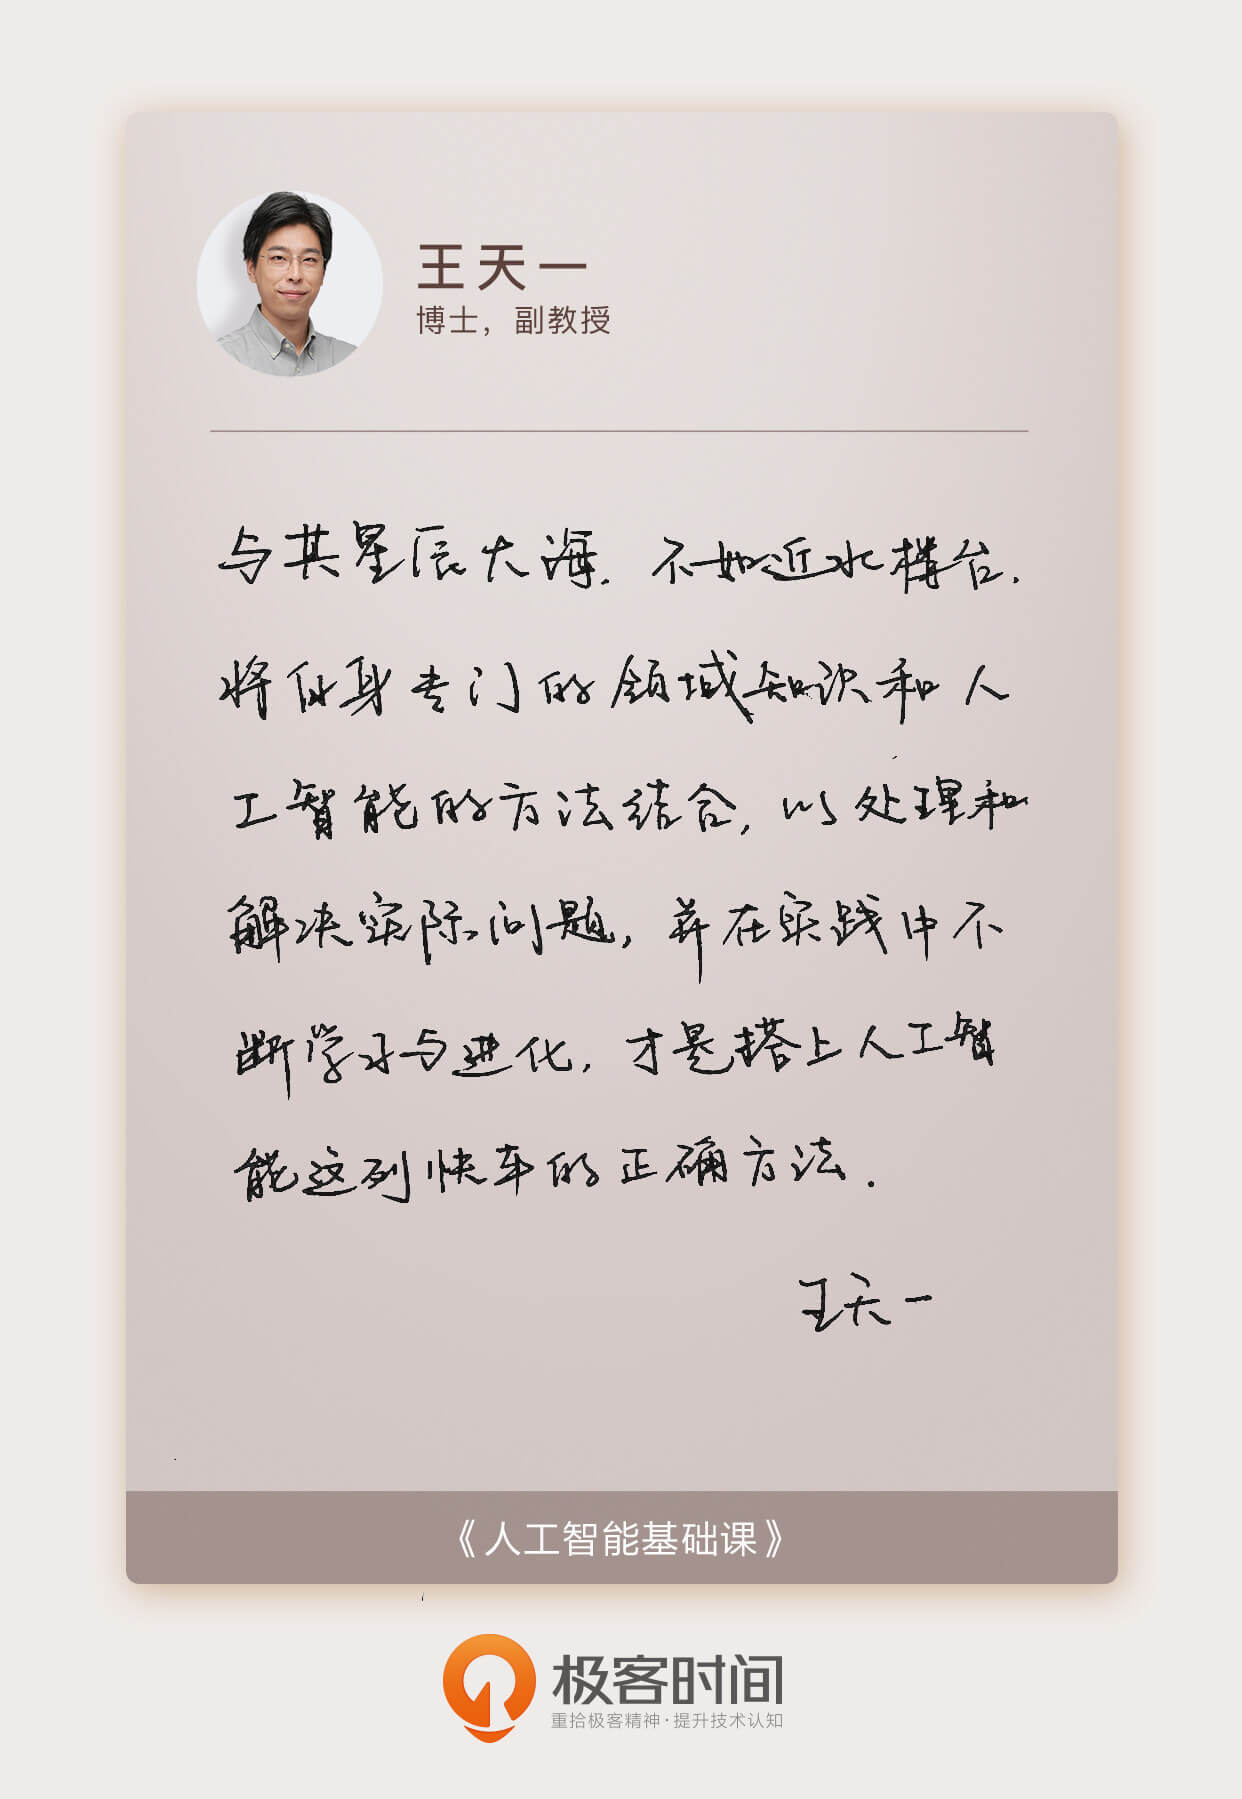 王天一
博士，副教授
与其星辰大海，不如近水楼台。
将自身专门的领域知识和人
工智能的方法结合，以处理和
解决实际问题，并在实践中不
断学习与进化，才是搭上人工智
能这列快车的正确方法。
王天一
《人工智能基础课》
极客时间
重拾极客精神·提升技术认知